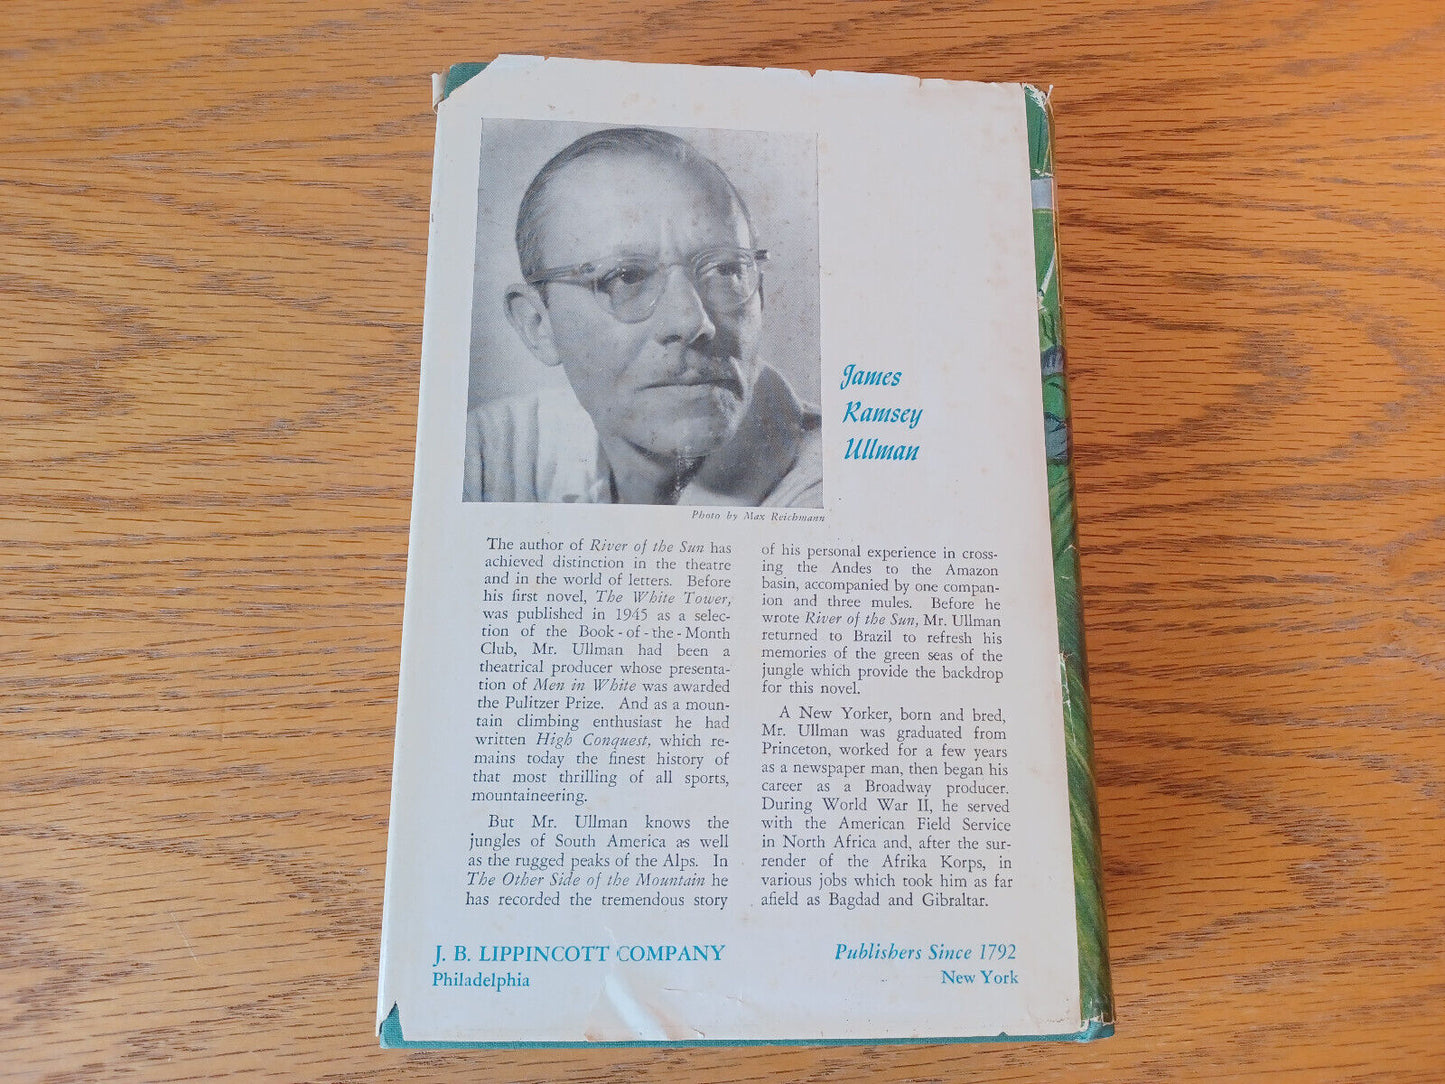 James
Ramsey
Ullman
Photo by Max Reichmann
The author of River of the Sun has
achieved distinction in the theatre
and in the world of letters. Before
his first novel, The White Tower,
was published in 1945 as a selec-
tion of the Book-of-the-Month
Club, Mr. Ullman had been a
theatrical producer whose presenta-
tion of Men in White was awarded
the Pulitzer Prize. And as a moun-
tain climbing enthusiast he had
written High Conquest, which re-
mains today the finest history of
that most thrilling of all sports,
mountaineering.
But Mr. Ullman knows the
jungles of South America as well
as the rugged peaks of the Alps. In
The Other Side of the Mountain he
has recorded the tremendous story
of his personal experience in cross-
ing the Andes to the Amazon
basin, accompanied by one compan-
ion and three mules. Before he
wrote River of the Sun, Mr. Ullman
returned to Brazil to refresh his
memories of the green seas of the
jungle which provide the backdrop
for this novel.
A New Yorker, born and bred,
Mr. Ullman was graduated from
Princeton, worked for a few years
as a newspaper man, then began his
career as a Broadway producer.
During World War II, he served
with the American Field Service
in North Africa and, after the sur-
render of the Afrika Korps, in
various jobs which took him as far
afield as Bagdad and Gibraltar.
J. B. LIPPINCOTT COMPANY
Philadelphia
Publishers Since 1792
New York